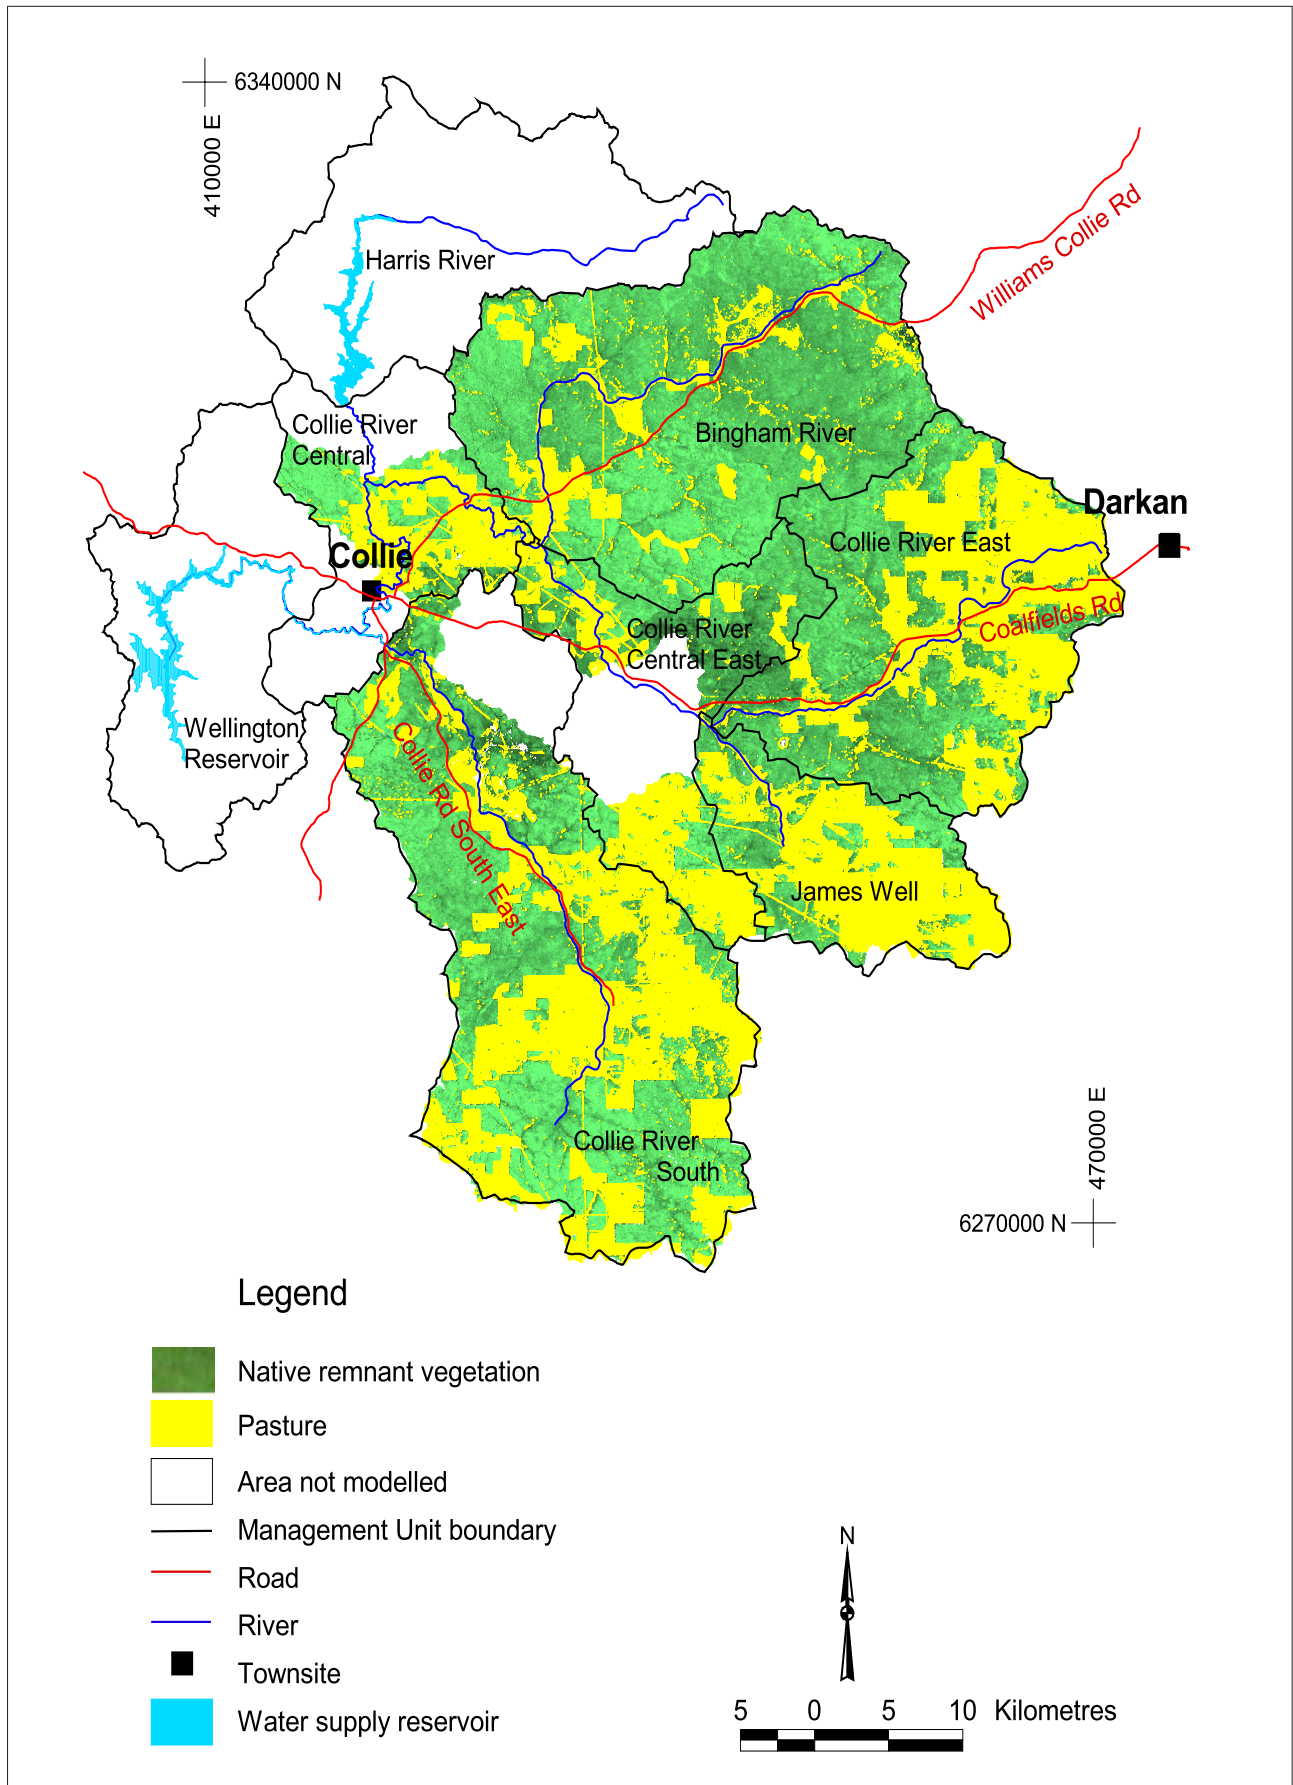 6340000 N
410000 E
Williams Collie Rd
Harris River
Collie River
Central
Bingham River
Darkan
Collie River East
Collie
Coalfields Rd
Collie River
Central East
Wellington
Reservoir
Collie Rd South East
James Well
Collie River
South
470000 E
6270000 N
Legend
Native remnant vegetation
Pasture
Area not modelled
Management Unit boundary
Road
River
Townsite
Water supply reservoir
N
5 0 5 10 Kilometres